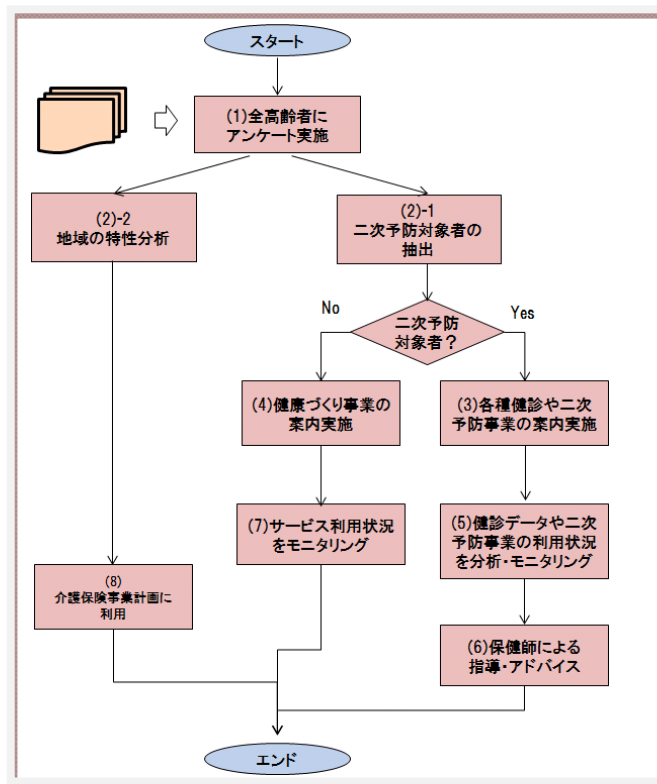 スタート
(1)全高齢者に
アンケート実施
(2)-2
地域の特性分析
(2)-1
二次予防対象者の
抽出
No
二次予防
対象者？
Yes
(4)健康づくり事業の
案内実施
(3)各種健診や二次
予防事業の案内実施
(7)サービス利用状況
をモニタリング
(5)健診データや二次
予防事業の利用状況
を分析・モニタリング
(8)
介護保険事業計画に
利用
(6)保健師による
指導・アドバイス
エンド